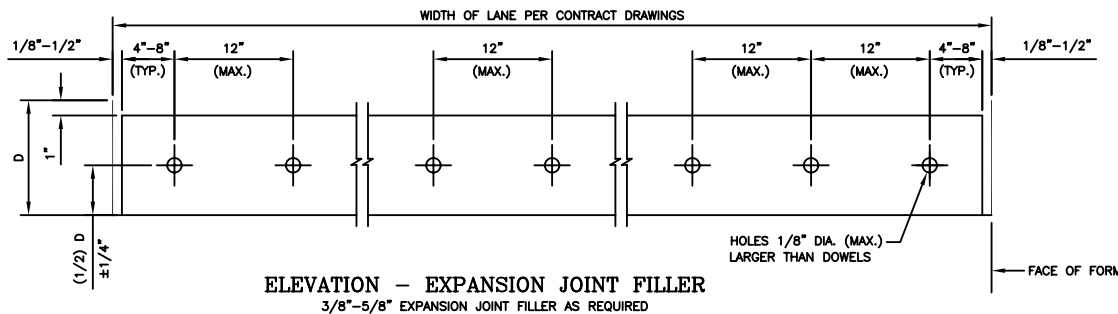 WIDTH OF LANE PER CONTRACT DRAWINGS
1/8"-1/2"
4"-8"
(TYP.)
12"
(MAX.)
12"
(MAX.)
12"
(MAX.)
12"
(MAX.)
4"-8"
(TYP.)
1/8"-1/2"
D
1"
(1/2) D
±1/4"
HOLES 1/8" DIA. (MAX.)
LARGER THAN DOWELS
FACE OF FORM
ELEVATION - EXPANSION JOINT FILLER
3/8"-5/8" EXPANSION JOINT FILLER AS REQUIRED